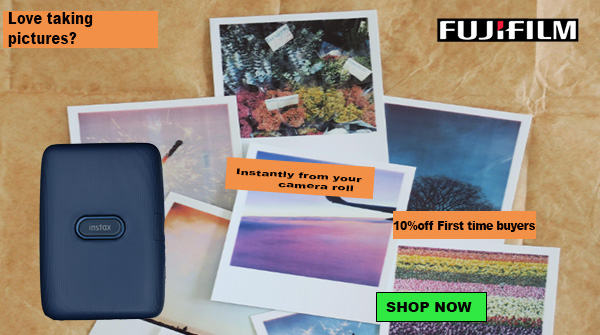 Love taking
pictures?
FUJIFILM
Instantly from your
camera roll
instax
10%off First time buyers
SHOP NOW